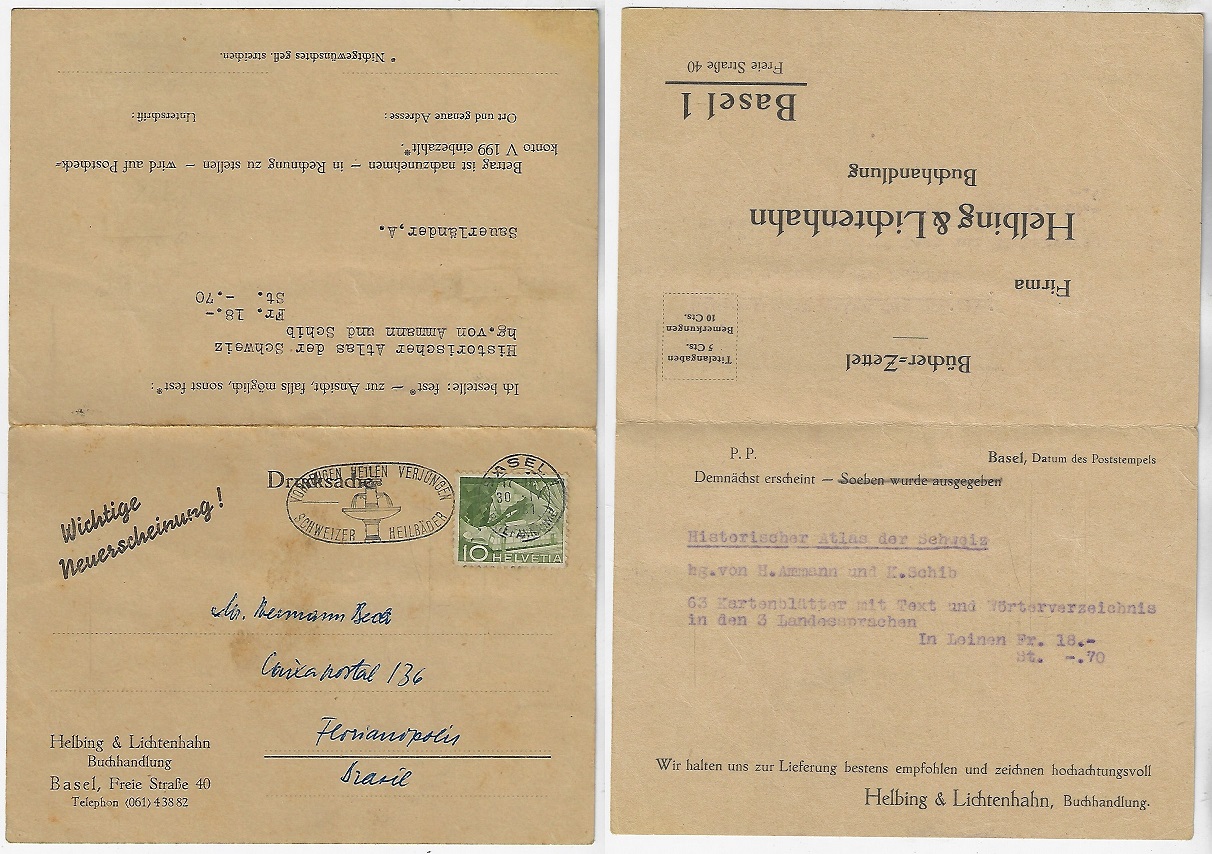 * Nichtgewünschtes gefl. streichen.
Ort und genaue Adresse: Unterschrift:
Betrag ist nachzunehmen — in Rechnung zu stellen — wird auf Postscheck=
konto V 199 einbezahlt*.
Sauerländer,A.
Historischer Atlas der Schweiz
hg.von Ammann und Schib
Fr. 18.-
St. -.70
Ich bestelle: fest* — zur Ansicht, falls möglich, sonst fest*:
Drucksache
Wichtige
Neuerscheinung!
VORBEUGEN HEILEN VERJÜNGEN
SCHWEIZER HEILBÄDER
BASEL
30
10 HELVETIA
Hermann Beck
Caixa postal 136
Florianópolis
Brasil
Helbing & Lichtenhahn
Buchhandlung
Basel, Freie Straße 40
Telephon (061) 4 38 82
Bücher=Zettel
Titelangaben
5 Cts.
Bemerkungen
10 Cts.
Firma
Helbing & Lichtenhahn
Buchhandlung
Basel 1
Freie Straße 40
P. P.
Basel, Datum des Poststempels
Demnächst erscheint — Soeben wurde ausgegeben
Historischer Atlas der Schweiz
hg.von H.Ammann und K.Schib
63 Kartenblätter mit Text und Wörterverzeichnis
in den 3 Landessprachen
In Leinen Fr. 18.-
St. -.70
Wir halten uns zur Lieferung bestens empfohlen und zeichnen hochachtungsvoll
Helbing & Lichtenhahn, Buchhandlung.